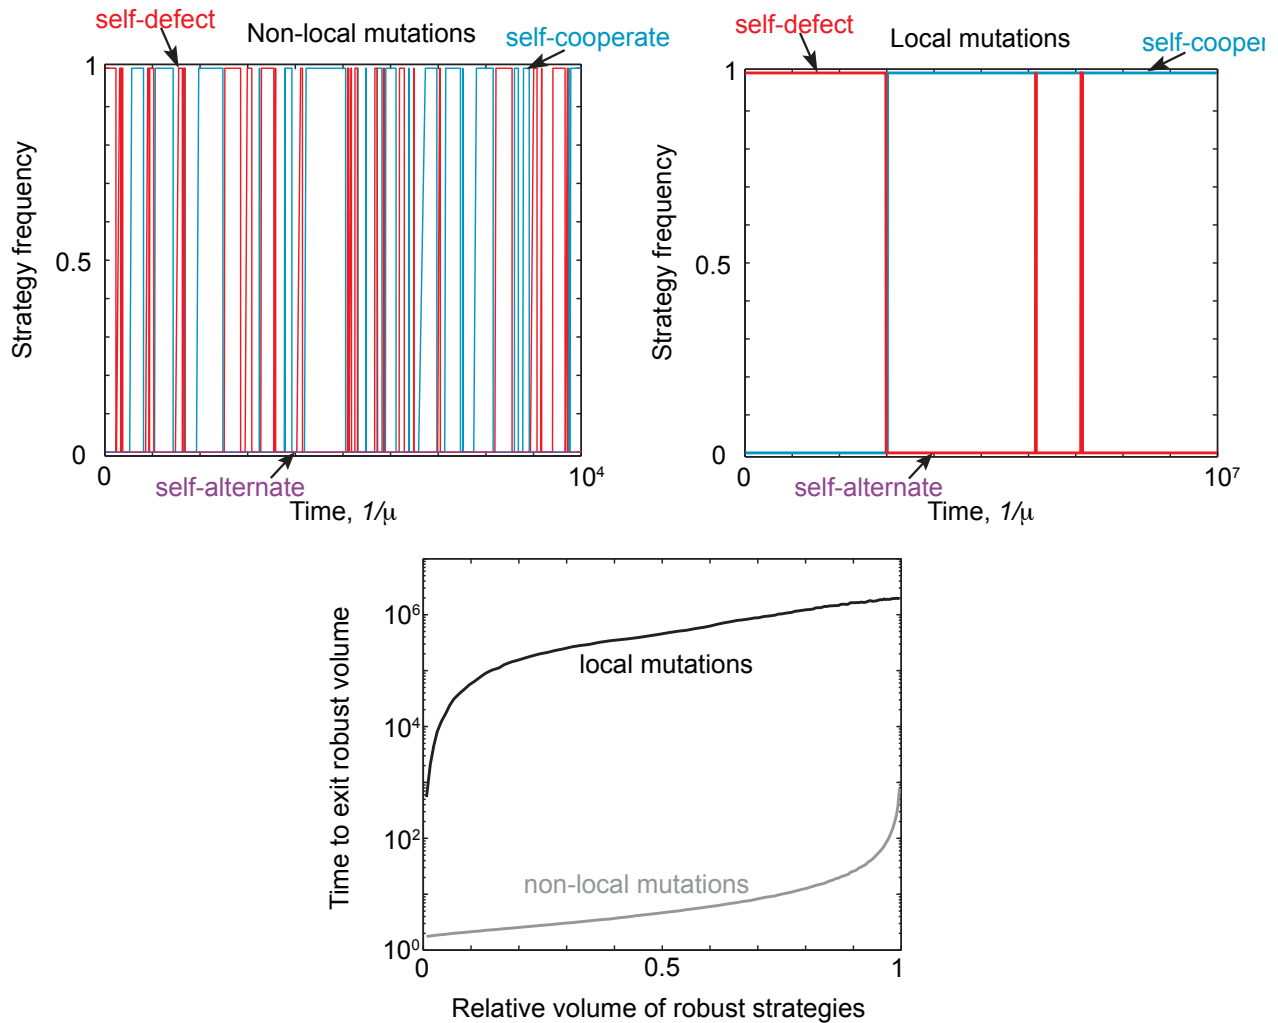 self-defect
Non-local mutations
self-cooperate
1
Strategy frequency
0.5
0
0
10⁴
self-alternate
Time, 1/μ
self-defect
Local mutations
self-cooper
1
Strategy frequency
0.5
0
0
10⁷
self-alternate
Time, 1/μ
Time to exit robust volume
10⁶
local mutations
10⁴
10²
non-local mutations
10⁰
0
0.5
1
Relative volume of robust strategies